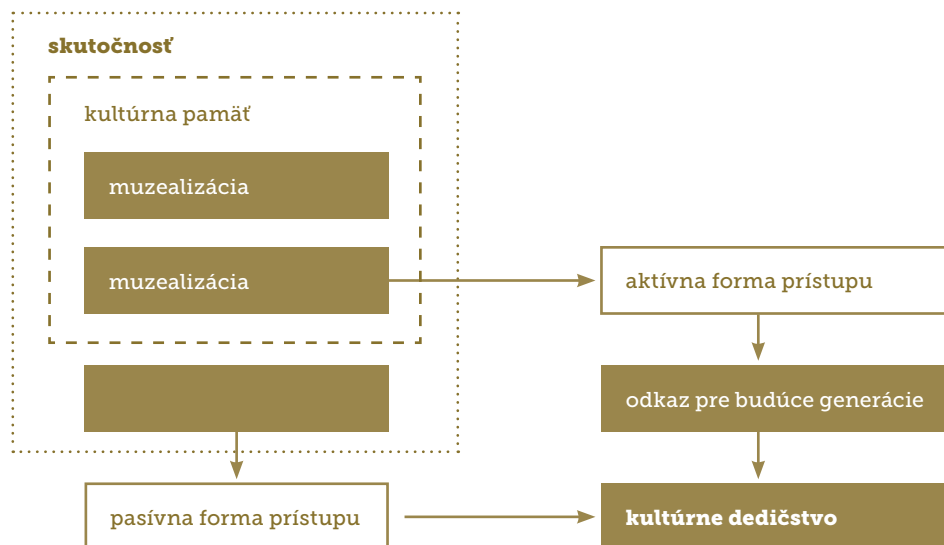 skutočnosť
kultúrna pamäť
muzealizácia
muzealizácia
aktívna forma prístupu
odkaz pre budúce generácie
pasívna forma prístupu
kultúrne dedičstvo